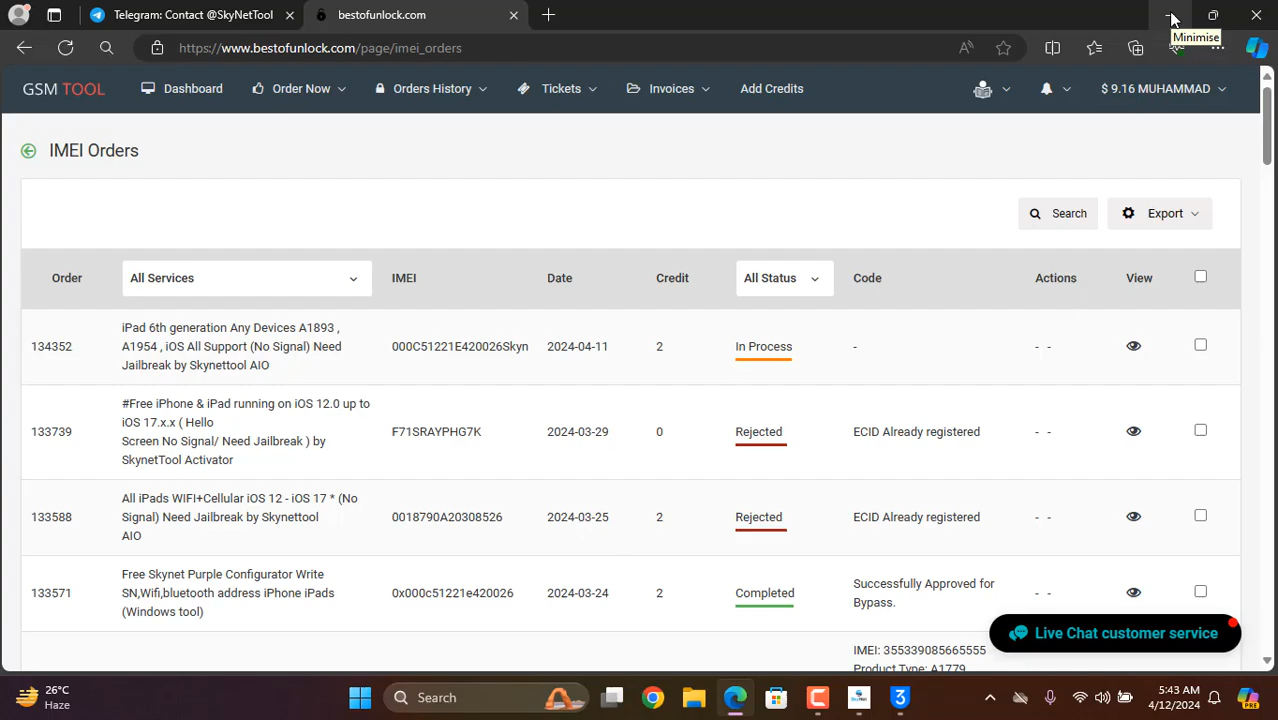 Telegram: Contact @SkyNetTool
bestofunlock.com
Minimise
https://www.bestofunlock.com/page/imei_orders
GSM TOOL
Dashboard
Order Now
Orders History
Tickets
Invoices
Add Credits
$ 9.16 MUHAMMAD
IMEI Orders
Search
Export
Order
All Services
IMEI
Date
Credit
All Status
Code
Actions
View
134352
iPad 6th generation Any Devices A1893 ,
A1954 , iOS All Support (No Signal) Need
Jailbreak by Skynettool AIO
000C51221E420026Skyn
2024-04-11
2
In Process
-
- -
133739
#Free iPhone & iPad running on iOS 12.0 up to
iOS 17.x.x ( Hello
Screen No Signal/ Need Jailbreak ) by
SkynetTool Activator
F71SRAYPHG7K
2024-03-29
0
Rejected
ECID Already registered
- -
133588
All iPads WIFI+Cellular iOS 12 - iOS 17 * (No
Signal) Need Jailbreak by Skynettool
AIO
0018790A20308526
2024-03-25
2
Rejected
ECID Already registered
- -
133571
Free Skynet Purple Configurator Write
SN,Wifi,bluetooth address iPhone iPads
(Windows tool)
0x000c51221e420026
2024-03-24
2
Completed
Successfully Approved for
Bypass.
- -
IMEI: 355339085665555
Product Type: A1779
Live Chat customer service
26°C
Haze
Search
5:43 AM
4/12/2024
PRE